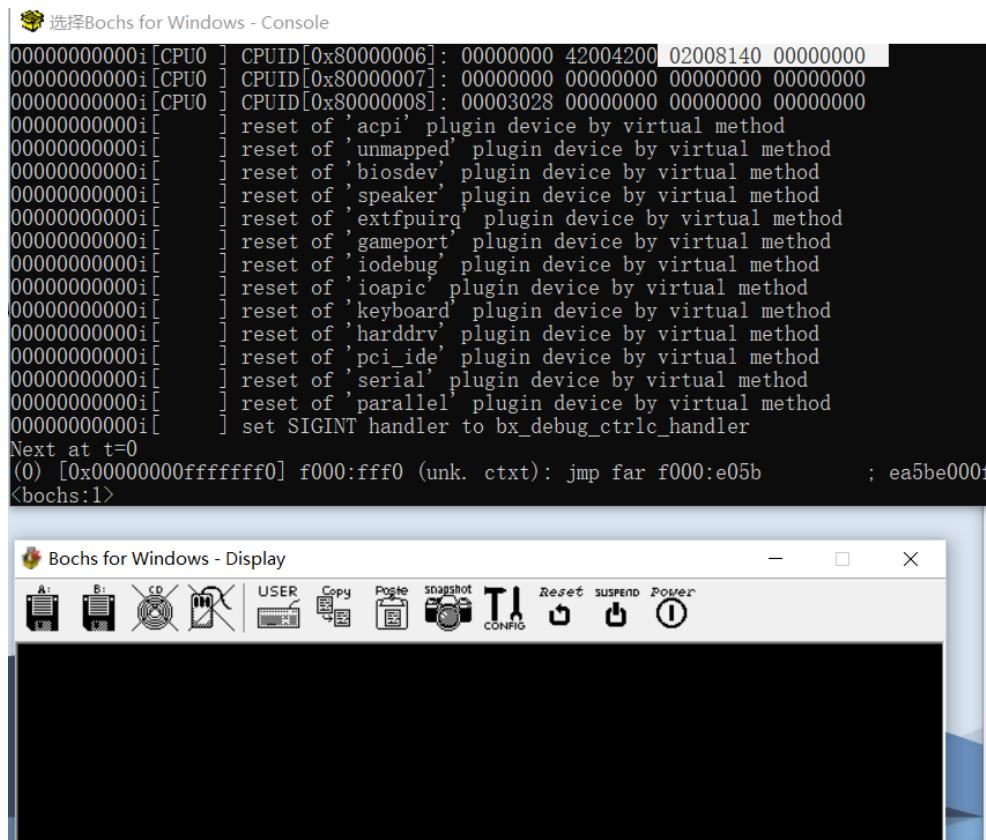 选择Bochs for Windows - Console
00000000000i[CPU0 ] CPUID[0x80000006]: 00000000 42004200 02008140 00000000
00000000000i[CPU0 ] CPUID[0x80000007]: 00000000 00000000 00000000 00000000
00000000000i[CPU0 ] CPUID[0x80000008]: 00003028 00000000 00000000 00000000
00000000000i[     ] reset of 'acpi' plugin device by virtual method
00000000000i[     ] reset of 'unmapped' plugin device by virtual method
00000000000i[     ] reset of 'biosdev' plugin device by virtual method
00000000000i[     ] reset of 'speaker' plugin device by virtual method
00000000000i[     ] reset of 'extfpuirq' plugin device by virtual method
00000000000i[     ] reset of 'gameport' plugin device by virtual method
00000000000i[     ] reset of 'iodebug' plugin device by virtual method
00000000000i[     ] reset of 'ioapic' plugin device by virtual method
00000000000i[     ] reset of 'keyboard' plugin device by virtual method
00000000000i[     ] reset of 'harddrv' plugin device by virtual method
00000000000i[     ] reset of 'pci_ide' plugin device by virtual method
00000000000i[     ] reset of 'serial' plugin device by virtual method
00000000000i[     ] reset of 'parallel' plugin device by virtual method
00000000000i[     ] set SIGINT handler to bx_debug_ctrlc_handler
Next at t=0
(0) [0x00000000fffffff0] f000:fff0 (unk. ctxt): jmp far f000:e05b          ; ea5be000f
<bochs:1>
Bochs for Windows - Display
A: B: CD USER Copy Paste snapshot CONFIG Reset SUSPEND Power